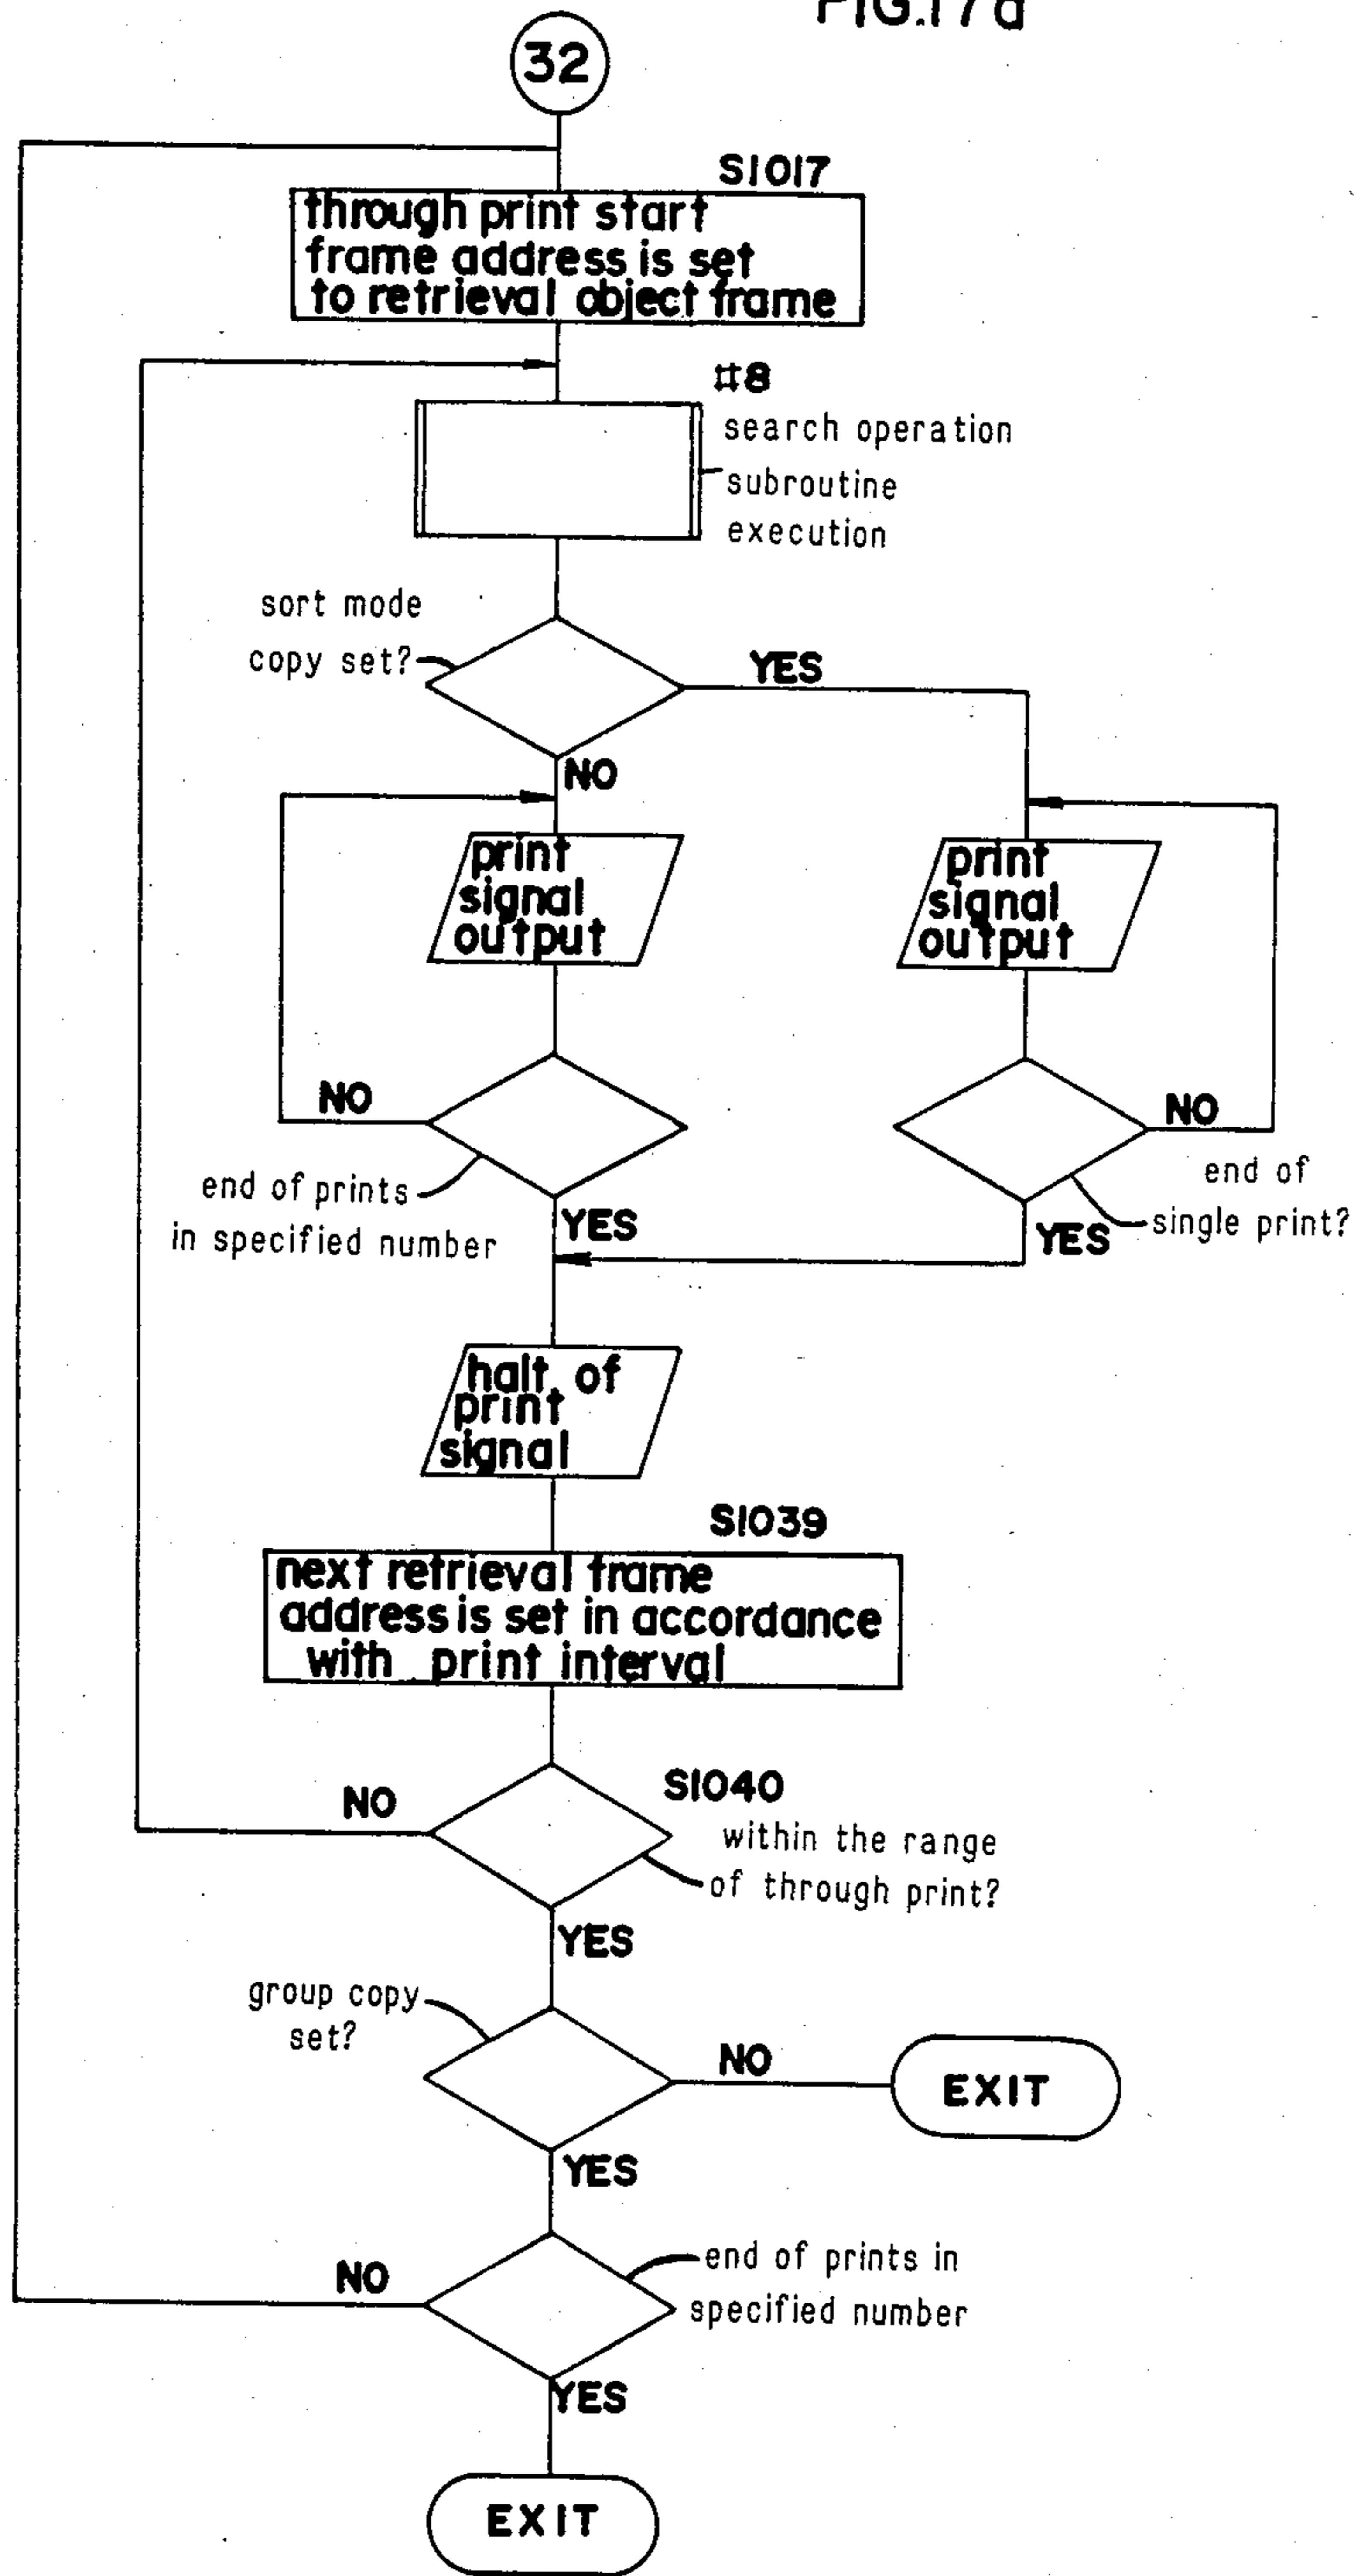 FIG.17d
32
S1017
through print start
frame address is set
to retrieval object frame
#8
search operation
subroutine
execution
sort mode
copy set?
YES
NO
print
signal
output
print
signal
output
NO
NO
end of prints
in specified number
end of
single print?
YES
YES
halt of
print
signal
S1039
next retrieval frame
address is set in accordance
with print interval
S1040
NO
within the range
of through print?
YES
group copy
set?
NO
EXIT
YES
NO
end of prints in
specified number
YES
EXIT